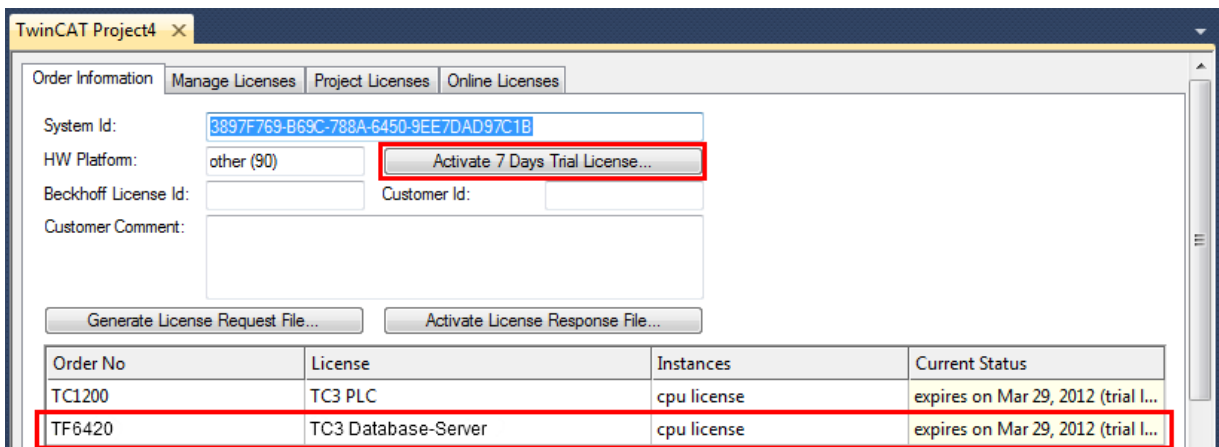 TwinCAT Project4
Order Information Manage Licenses Project Licenses Online Licenses
System Id: 3897F769-B69C-788A-6450-9EE7DAD97C1B
HW Platform: other (90) Activate 7 Days Trial License...
Beckhoff License Id: Customer Id:
Customer Comment:
Generate License Request File... Activate License Response File...
Order No License Instances Current Status
TC1200 TC3 PLC cpu license expires on Mar 29, 2012 (trial l...
TF6420 TC3 Database-Server cpu license expires on Mar 29, 2012 (trial l...